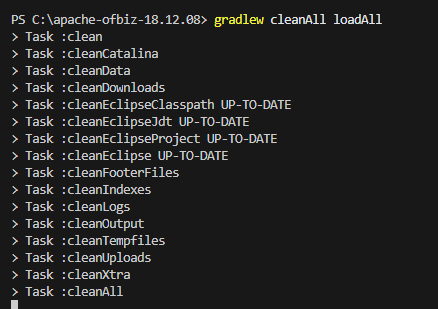 PS C:\apache-ofbiz-18.12.08> gradlew cleanAll loadAll
> Task :clean
> Task :cleanCatalina
> Task :cleanData
> Task :cleanDownloads
> Task :cleanEclipseClasspath UP-TO-DATE
> Task :cleanEclipseJdt UP-TO-DATE
> Task :cleanEclipseProject UP-TO-DATE
> Task :cleanEclipse UP-TO-DATE
> Task :cleanFooterFiles
> Task :cleanIndexes
> Task :cleanLogs
> Task :cleanOutput
> Task :cleanTempfiles
> Task :cleanUploads
> Task :cleanXtra
> Task :cleanAll